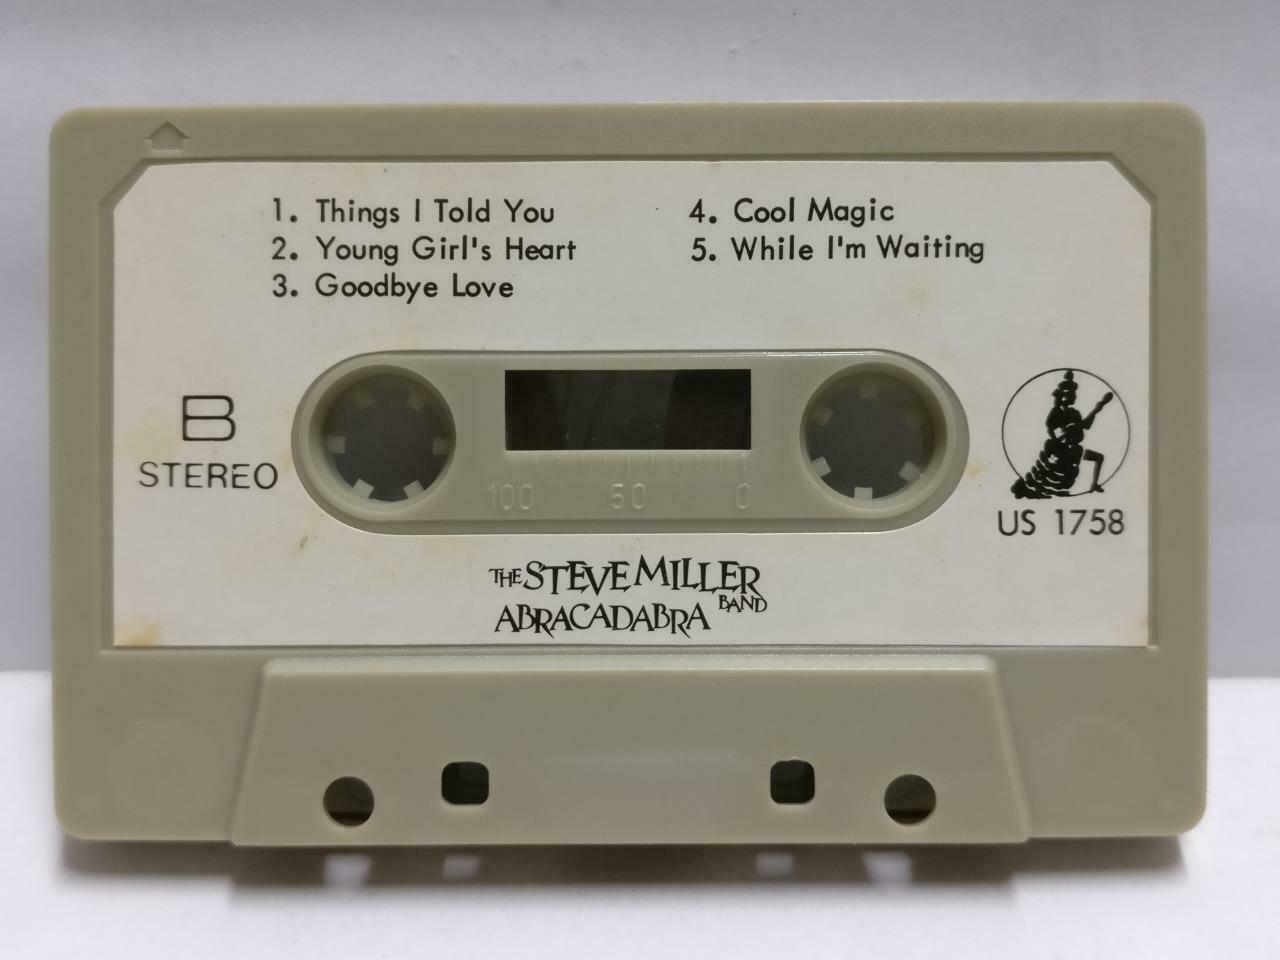 1. Things I Told You
2. Young Girl's Heart
3. Goodbye Love
4. Cool Magic
5. While I'm Waiting
B
STEREO
100 50 0
US 1758
THE STEVE MILLER BAND
ABRACADABRA